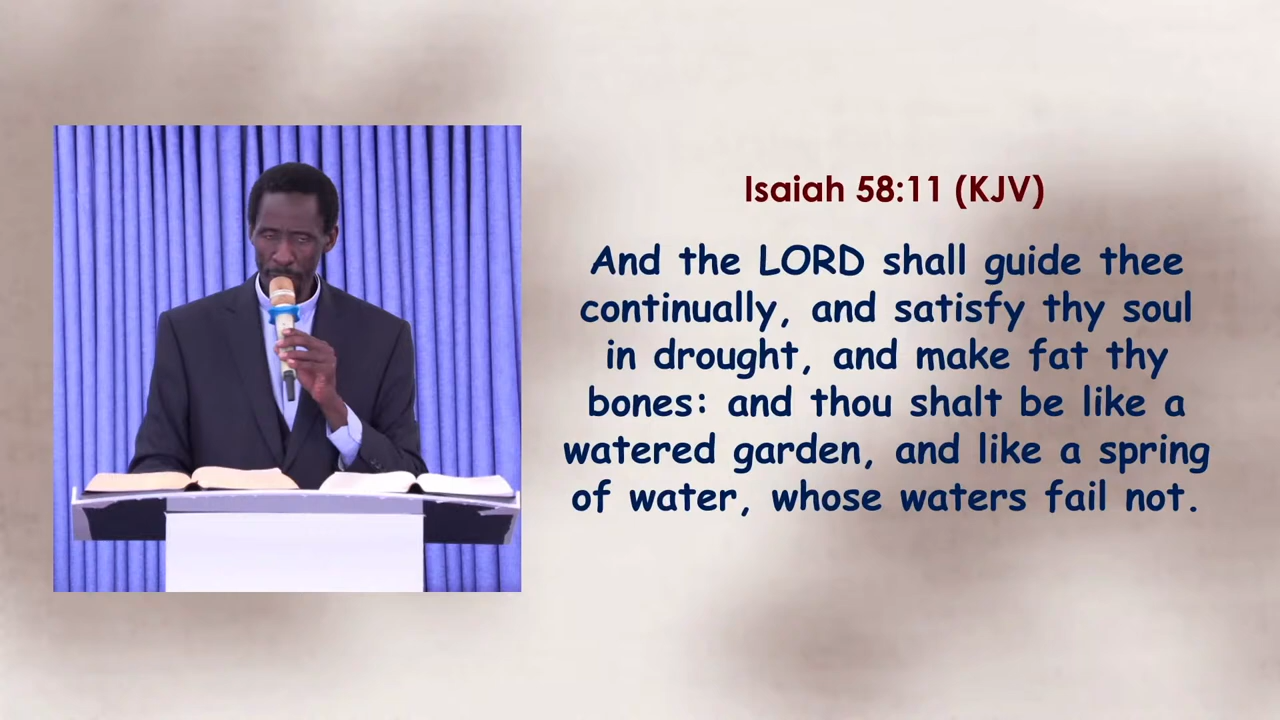 Isaiah 58:11 (KJV)
And the LORD shall guide thee
continually, and satisfy thy soul
in drought, and make fat thy
bones: and thou shalt be like a
watered garden, and like a spring
of water, whose waters fail not.